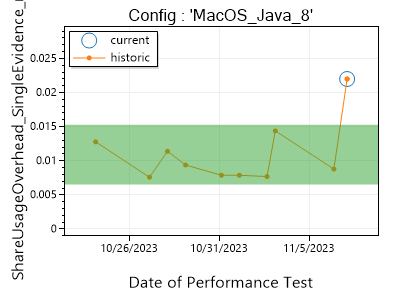 Config : 'MacOS_Java_8'
current
historic
0.025
0.02
0.015
0.01
0.005
0
10/26/2023
10/31/2023
11/5/2023
Date of Performance Test
ShareUsageOverhead_SingleEvidence_